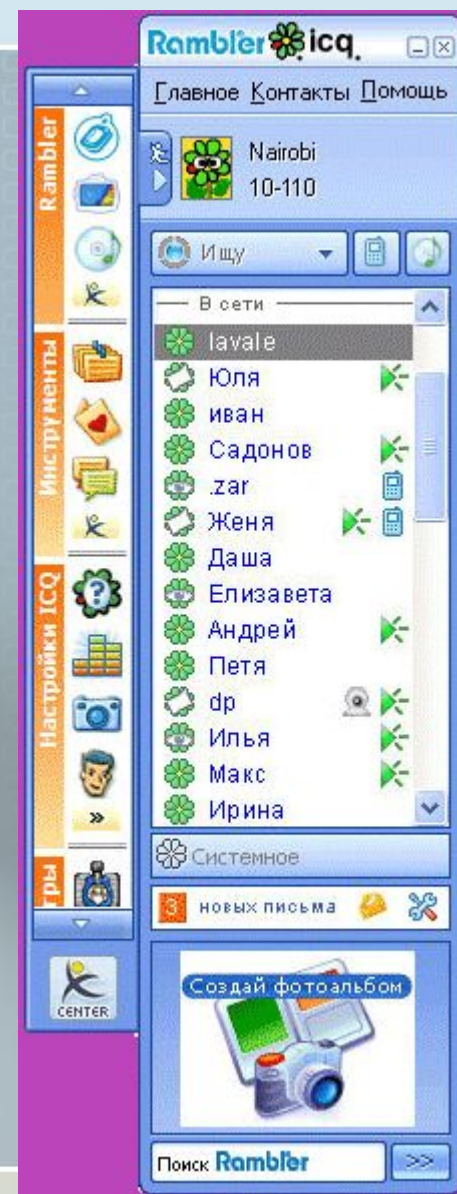 Rambler icq
Главное Контакты Помощь
Nairobi
10-110
Ищу
В сети
lavale
Юля
иван
Садонов
.zar
Женя
Даша
Елизавета
Андрей
Петя
dp
Илья
Макс
Ирина
Системное
3 новых письма
Создай фотоальбом
Поиск Rambler
>>
Rambler
Инструменты
Настройки ICQ
»
гры
CENTER